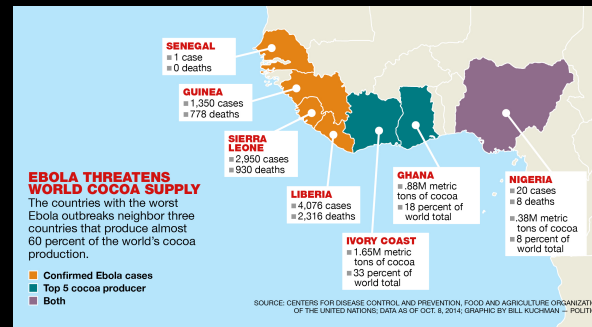 SENEGAL
1 case
0 deaths
GUINEA
1,350 cases
778 deaths
SIERRA
LEONE
2,950 cases
930 deaths
LIBERIA
4,076 cases
2,316 deaths
IVORY COAST
1.65M metric
tons of cocoa
33 percent of
world total
GHANA
.88M metric
tons of cocoa
18 percent of
world total
NIGERIA
20 cases
8 deaths
.38M metric
tons of cocoa
8 percent of
world total
EBOLA THREATENS
WORLD COCOA SUPPLY
The countries with the worst
Ebola outbreaks neighbor three
countries that produce almost
60 percent of the world's cocoa
production.
Confirmed Ebola cases
Top 5 cocoa producer
Both
SOURCE: CENTERS FOR DISEASE CONTROL AND PREVENTION, FOOD AND AGRICULTURE ORGANIZATI
OF THE UNITED NATIONS; DATA AS OF OCT. 8, 2014; GRAPHIC BY BILL KUCHMAN — POLITI